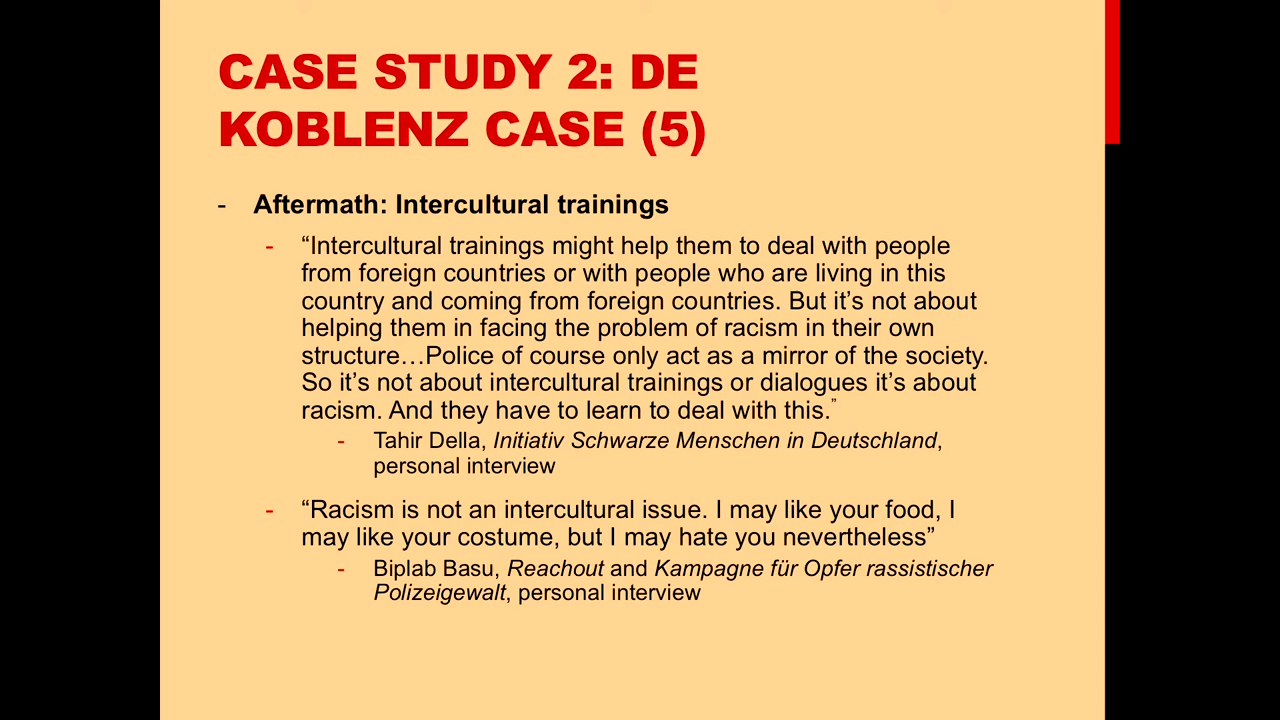 CASE STUDY 2: DE
KOBLENZ CASE (5)
- Aftermath: Intercultural trainings
- “Intercultural trainings might help them to deal with people
from foreign countries or with people who are living in this
country and coming from foreign countries. But it’s not about
helping them in facing the problem of racism in their own
structure…Police of course only act as a mirror of the society.
So it’s not about intercultural trainings or dialogues it’s about
racism. And they have to learn to deal with this.”
- Tahir Della, Initiativ Schwarze Menschen in Deutschland,
personal interview
- “Racism is not an intercultural issue. I may like your food, I
may like your costume, but I may hate you nevertheless”
- Biplab Basu, Reachout and Kampagne für Opfer rassistischer
Polizeigewalt, personal interview